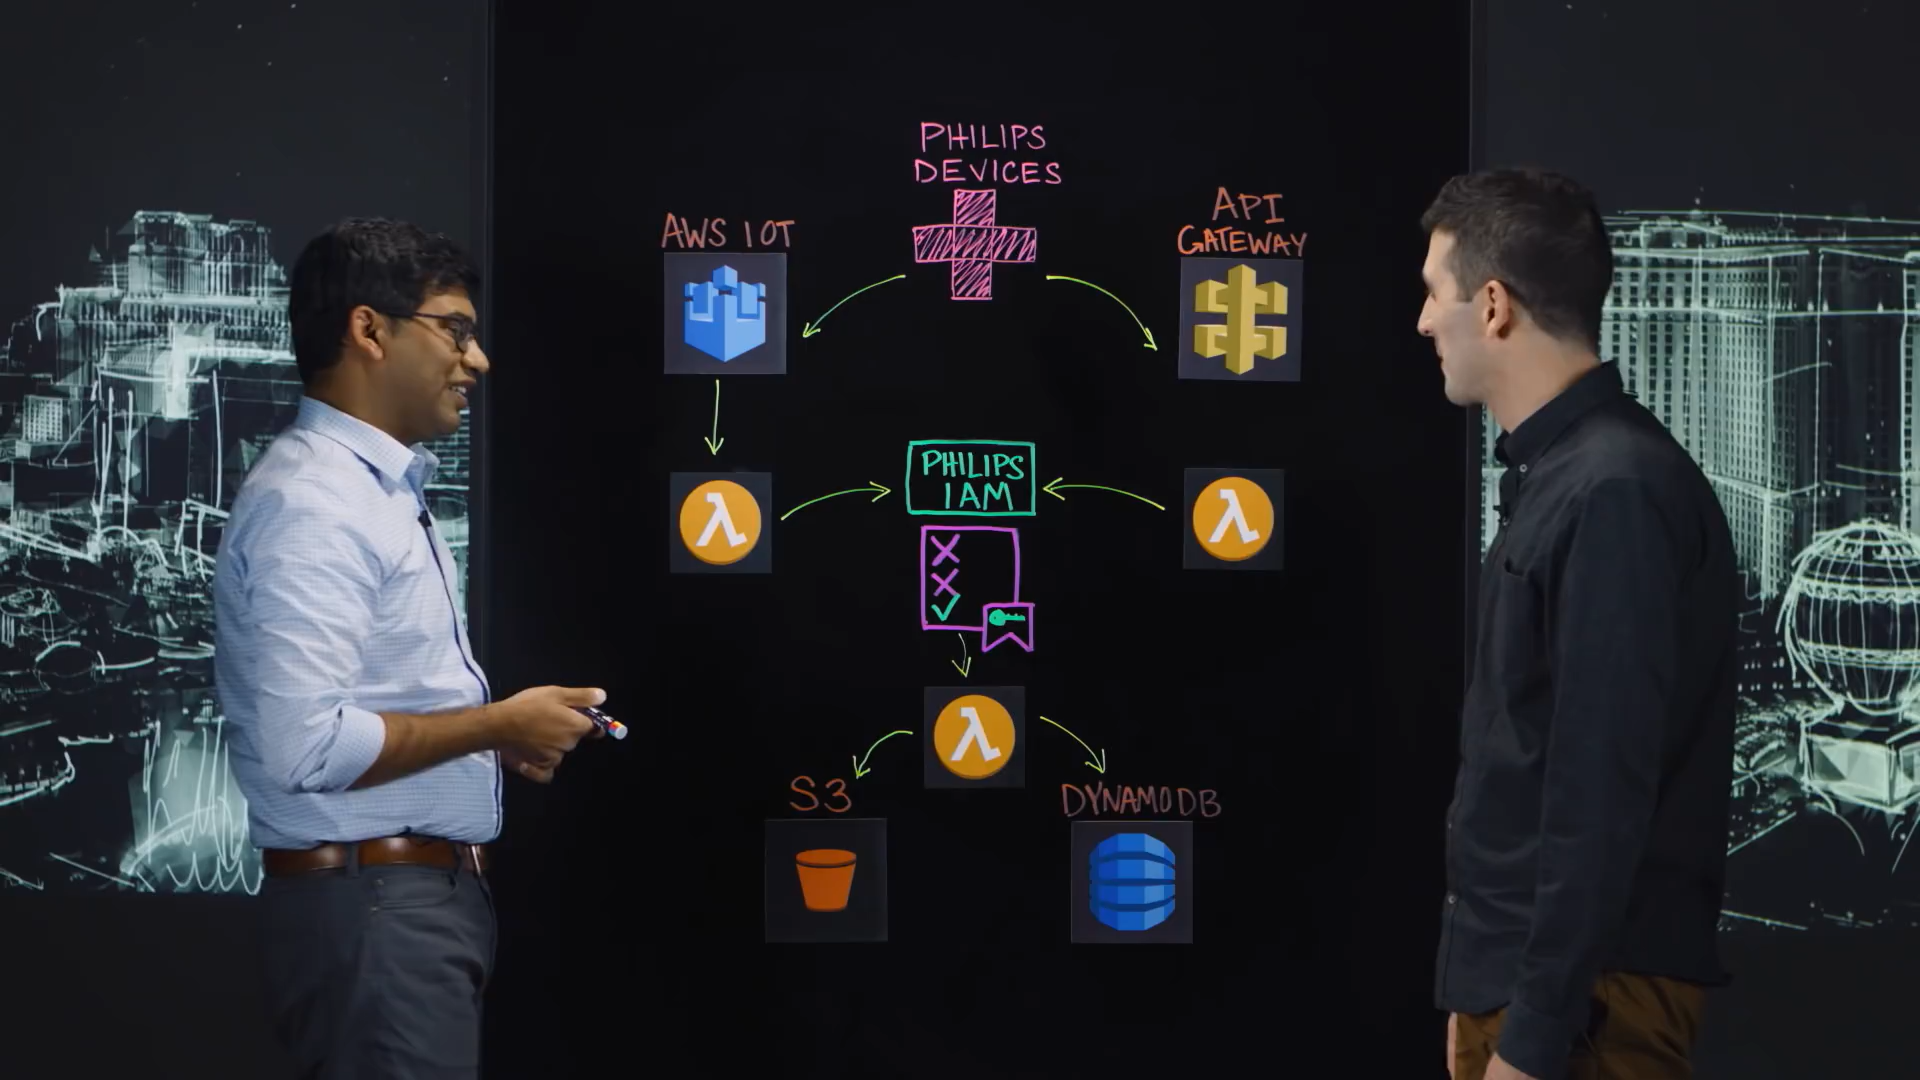 PHILIPS
DEVICES
AWS IOT
API
GATEWAY
PHILIPS
IAM
S3
DYNAMODB